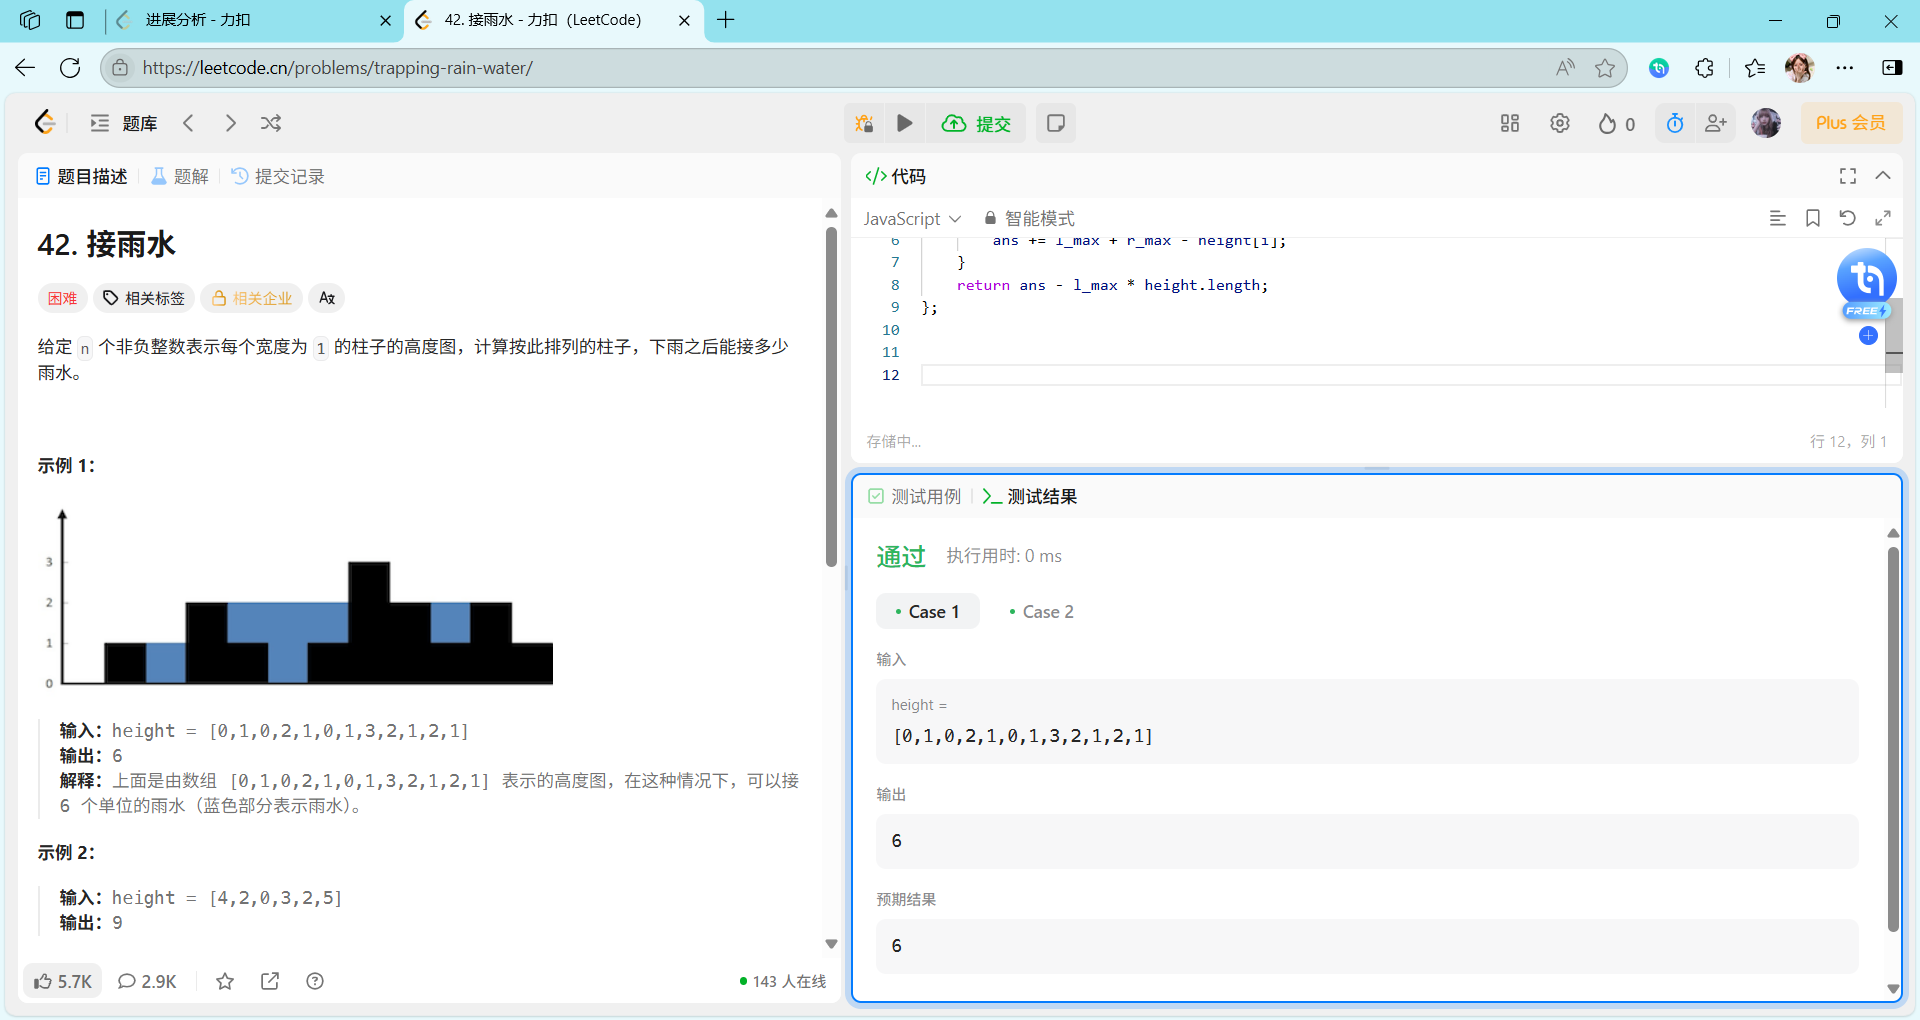 进展分析 - 力扣
42. 接雨水 - 力扣（LeetCode）
https://leetcode.cn/problems/trapping-rain-water/
题库
提交
0
Plus 会员
题目描述
题解
提交记录
42. 接雨水
困难
相关标签
相关企业
给定 n 个非负整数表示每个宽度为 1 的柱子的高度图，计算按此排列的柱子，下雨之后能接多少
雨水。
示例 1：
3
2
1
0
输入：height = [0,1,0,2,1,0,1,3,2,1,2,1]
输出：6
解释：上面是由数组 [0,1,0,2,1,0,1,3,2,1,2,1] 表示的高度图，在这种情况下，可以接
6 个单位的雨水（蓝色部分表示雨水）。
示例 2：
输入：height = [4,2,0,3,2,5]
输出：9
5.7K
2.9K
143 人在线
</> 代码
JavaScript
智能模式
6 ans += l_max + r_max - height[i];
7 }
8 return ans - l_max * height.length;
9 };
10
11
12
FREE
存储中...
行 12，列 1
测试用例
测试结果
通过
执行用时: 0 ms
Case 1
Case 2
输入
height =
[0,1,0,2,1,0,1,3,2,1,2,1]
输出
6
预期结果
6